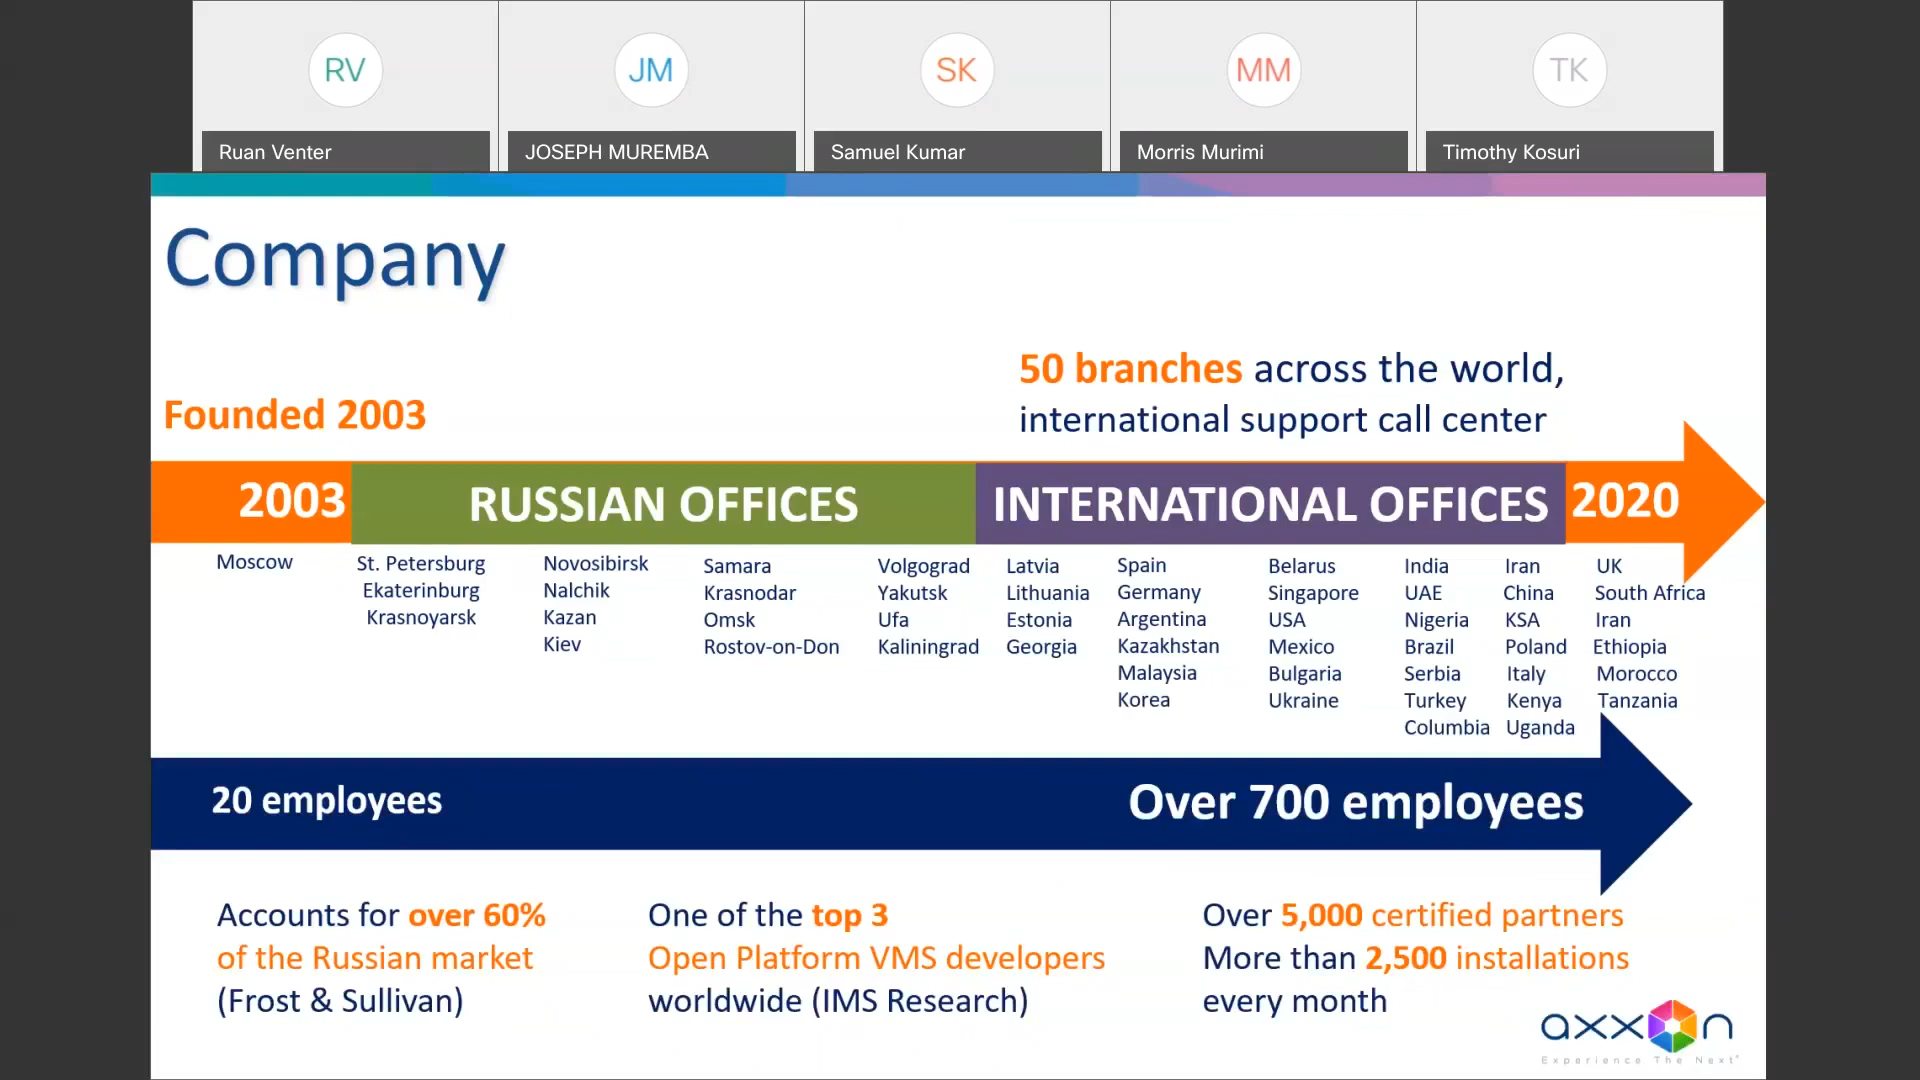 RV
JM
SK
MM
TK
Ruan Venter
JOSEPH MUREMBA
Samuel Kumar
Morris Murimi
Timothy Kosuri
Company
50 branches across the world,
international support call center
Founded 2003
2003
RUSSIAN OFFICES
INTERNATIONAL OFFICES
2020
Moscow
St. Petersburg
Ekaterinburg
Krasnoyarsk
Novosibirsk
Nalchik
Kazan
Kiev
Samara
Krasnodar
Omsk
Rostov-on-Don
Volgograd
Yakutsk
Ufa
Kaliningrad
Latvia
Lithuania
Estonia
Georgia
Spain
Germany
Argentina
Kazakhstan
Malaysia
Korea
Belarus
Singapore
USA
Mexico
Bulgaria
Ukraine
India
UAE
Nigeria
Brazil
Serbia
Turkey
Columbia
Iran
China
KSA
Poland
Italy
Kenya
Uganda
UK
South Africa
Iran
Ethiopia
Morocco
Tanzania
20 employees
Over 700 employees
Accounts for over 60%
of the Russian market
(Frost & Sullivan)
One of the top 3
Open Platform VMS developers
worldwide (IMS Research)
Over 5,000 certified partners
More than 2,500 installations
every month
axxon
Experience The Next